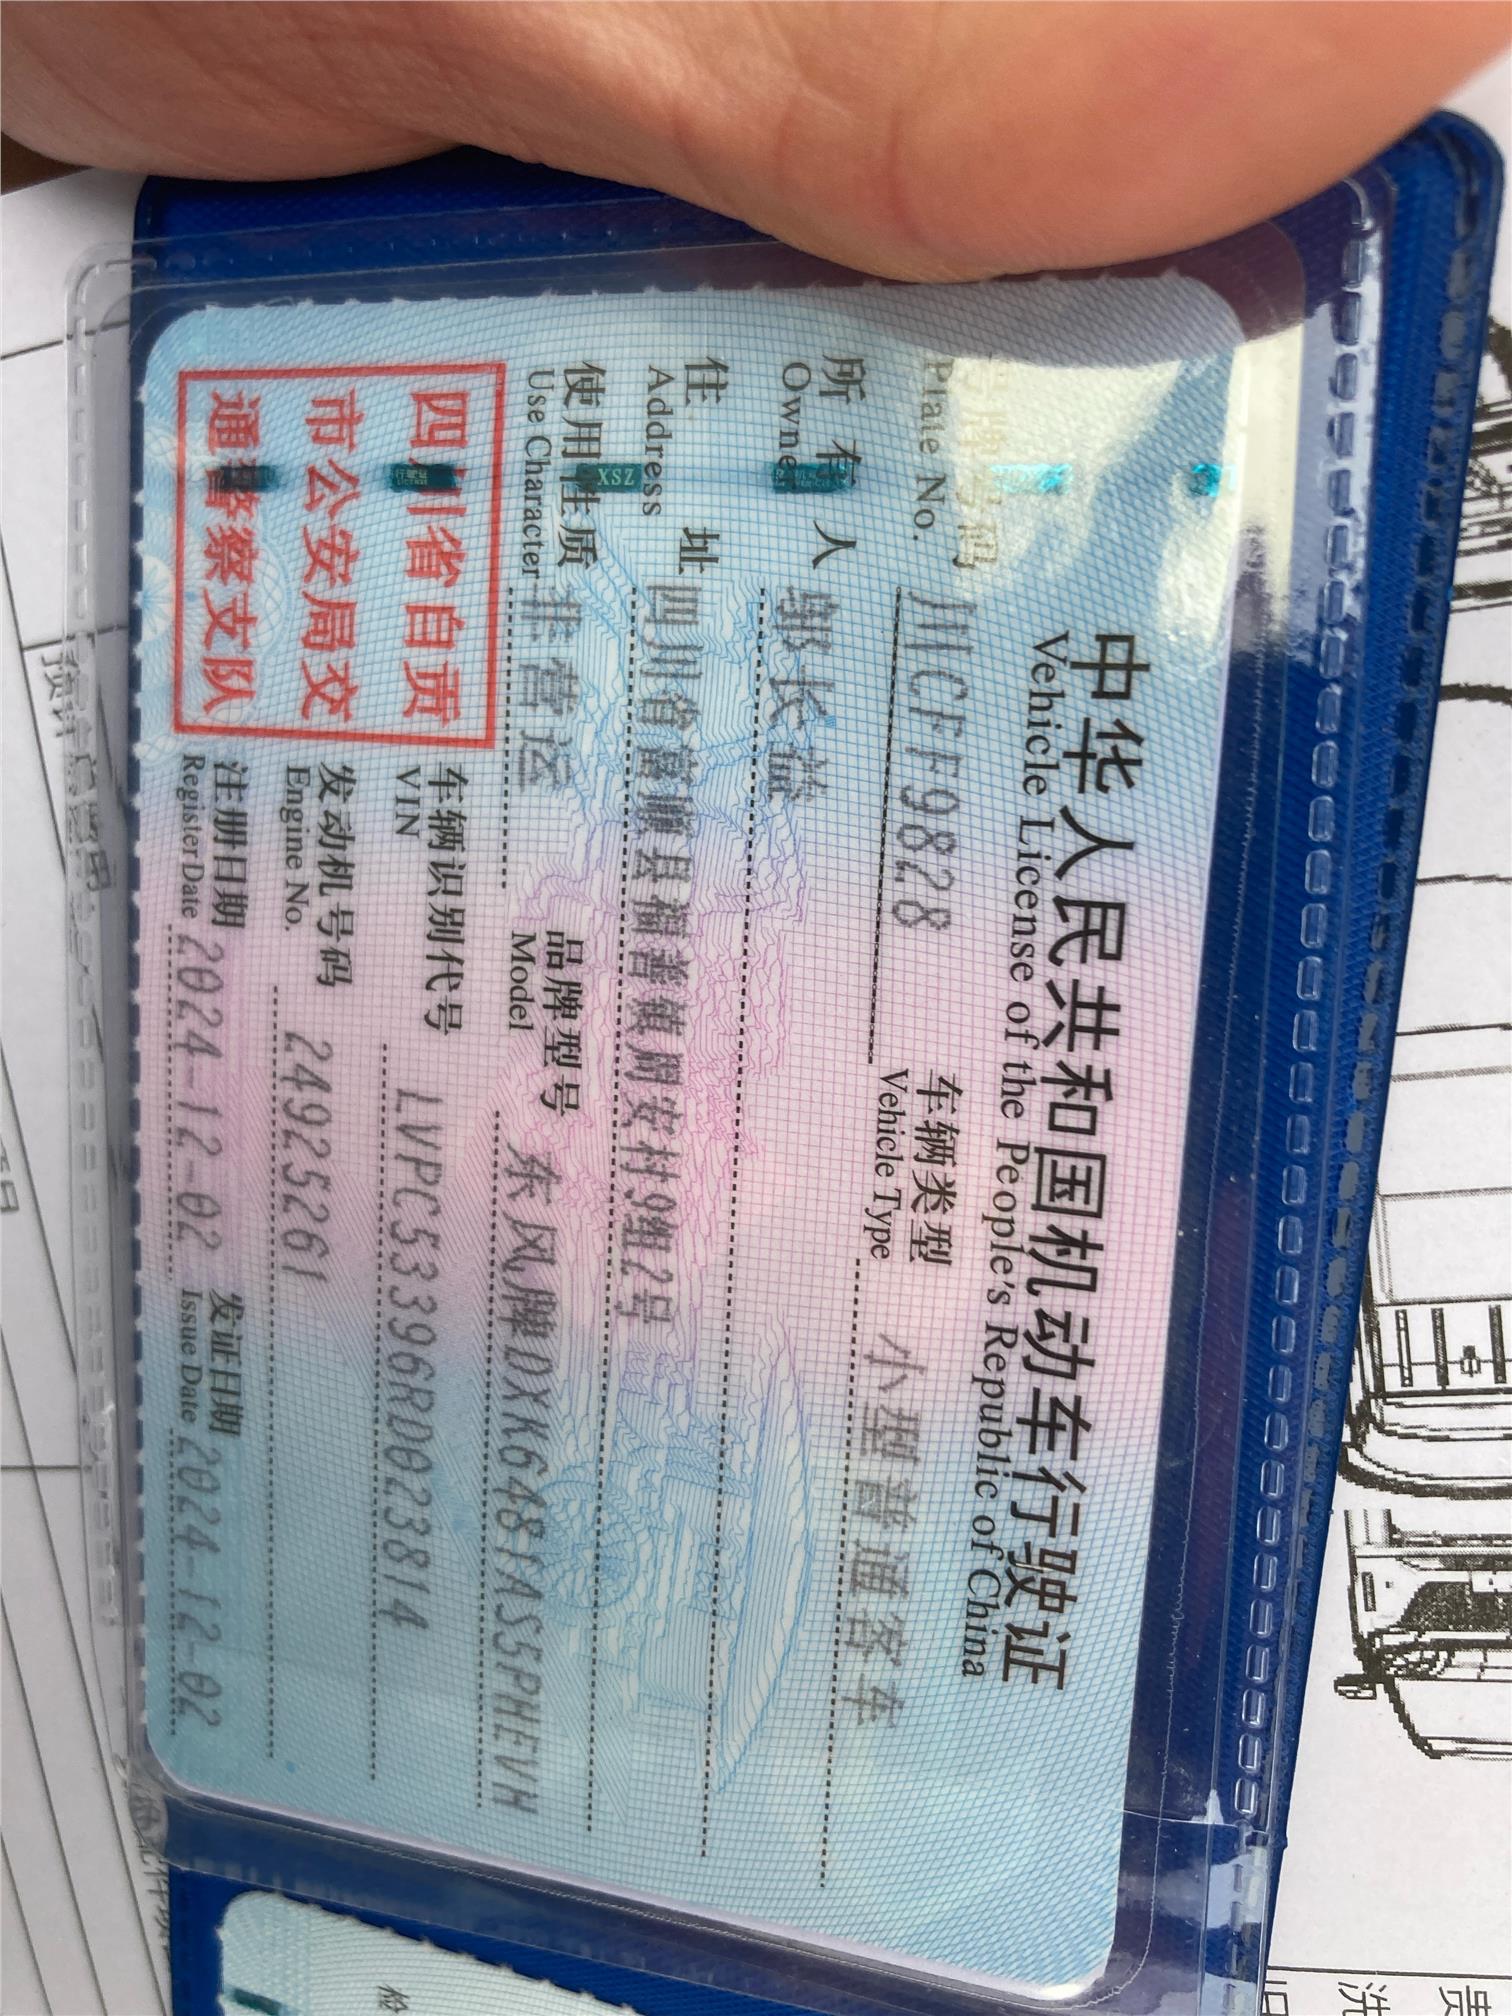 中华人民共和国机动车行驶证
Vehicle License of the People's Republic of China
号牌号码 川CFF9828 车辆类型 小型普通客车
Plate No. Vehicle Type
所有人 郭长益
Owner
住址 四川省富顺县福善镇周安村9组2号
Address
使用性质 非营运 品牌型号 东风牌DXK6481AS5PHEVH
Use Character Model
四川省自贡
市公安局交
通警察支队
车辆识别代号 LVPC53396RD023814
VIN
发动机号码 24925261
Engine No.
注册日期 2024-12-02 发证日期 2024-12-02
Register Date Issue Date
检